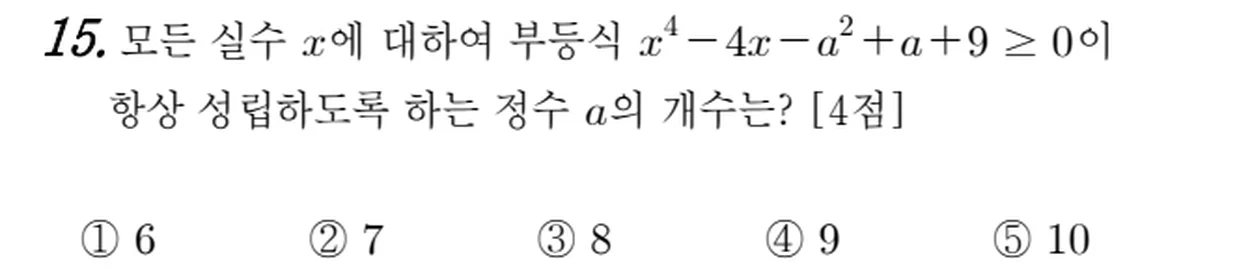 15. 모든 실수 x에 대하여 부등식 x⁴−4x−a²+a+9 ≥ 0이
항상 성립하도록 하는 정수 a의 개수는? [4점]
① 6 ② 7 ③ 8 ④ 9 ⑤ 10